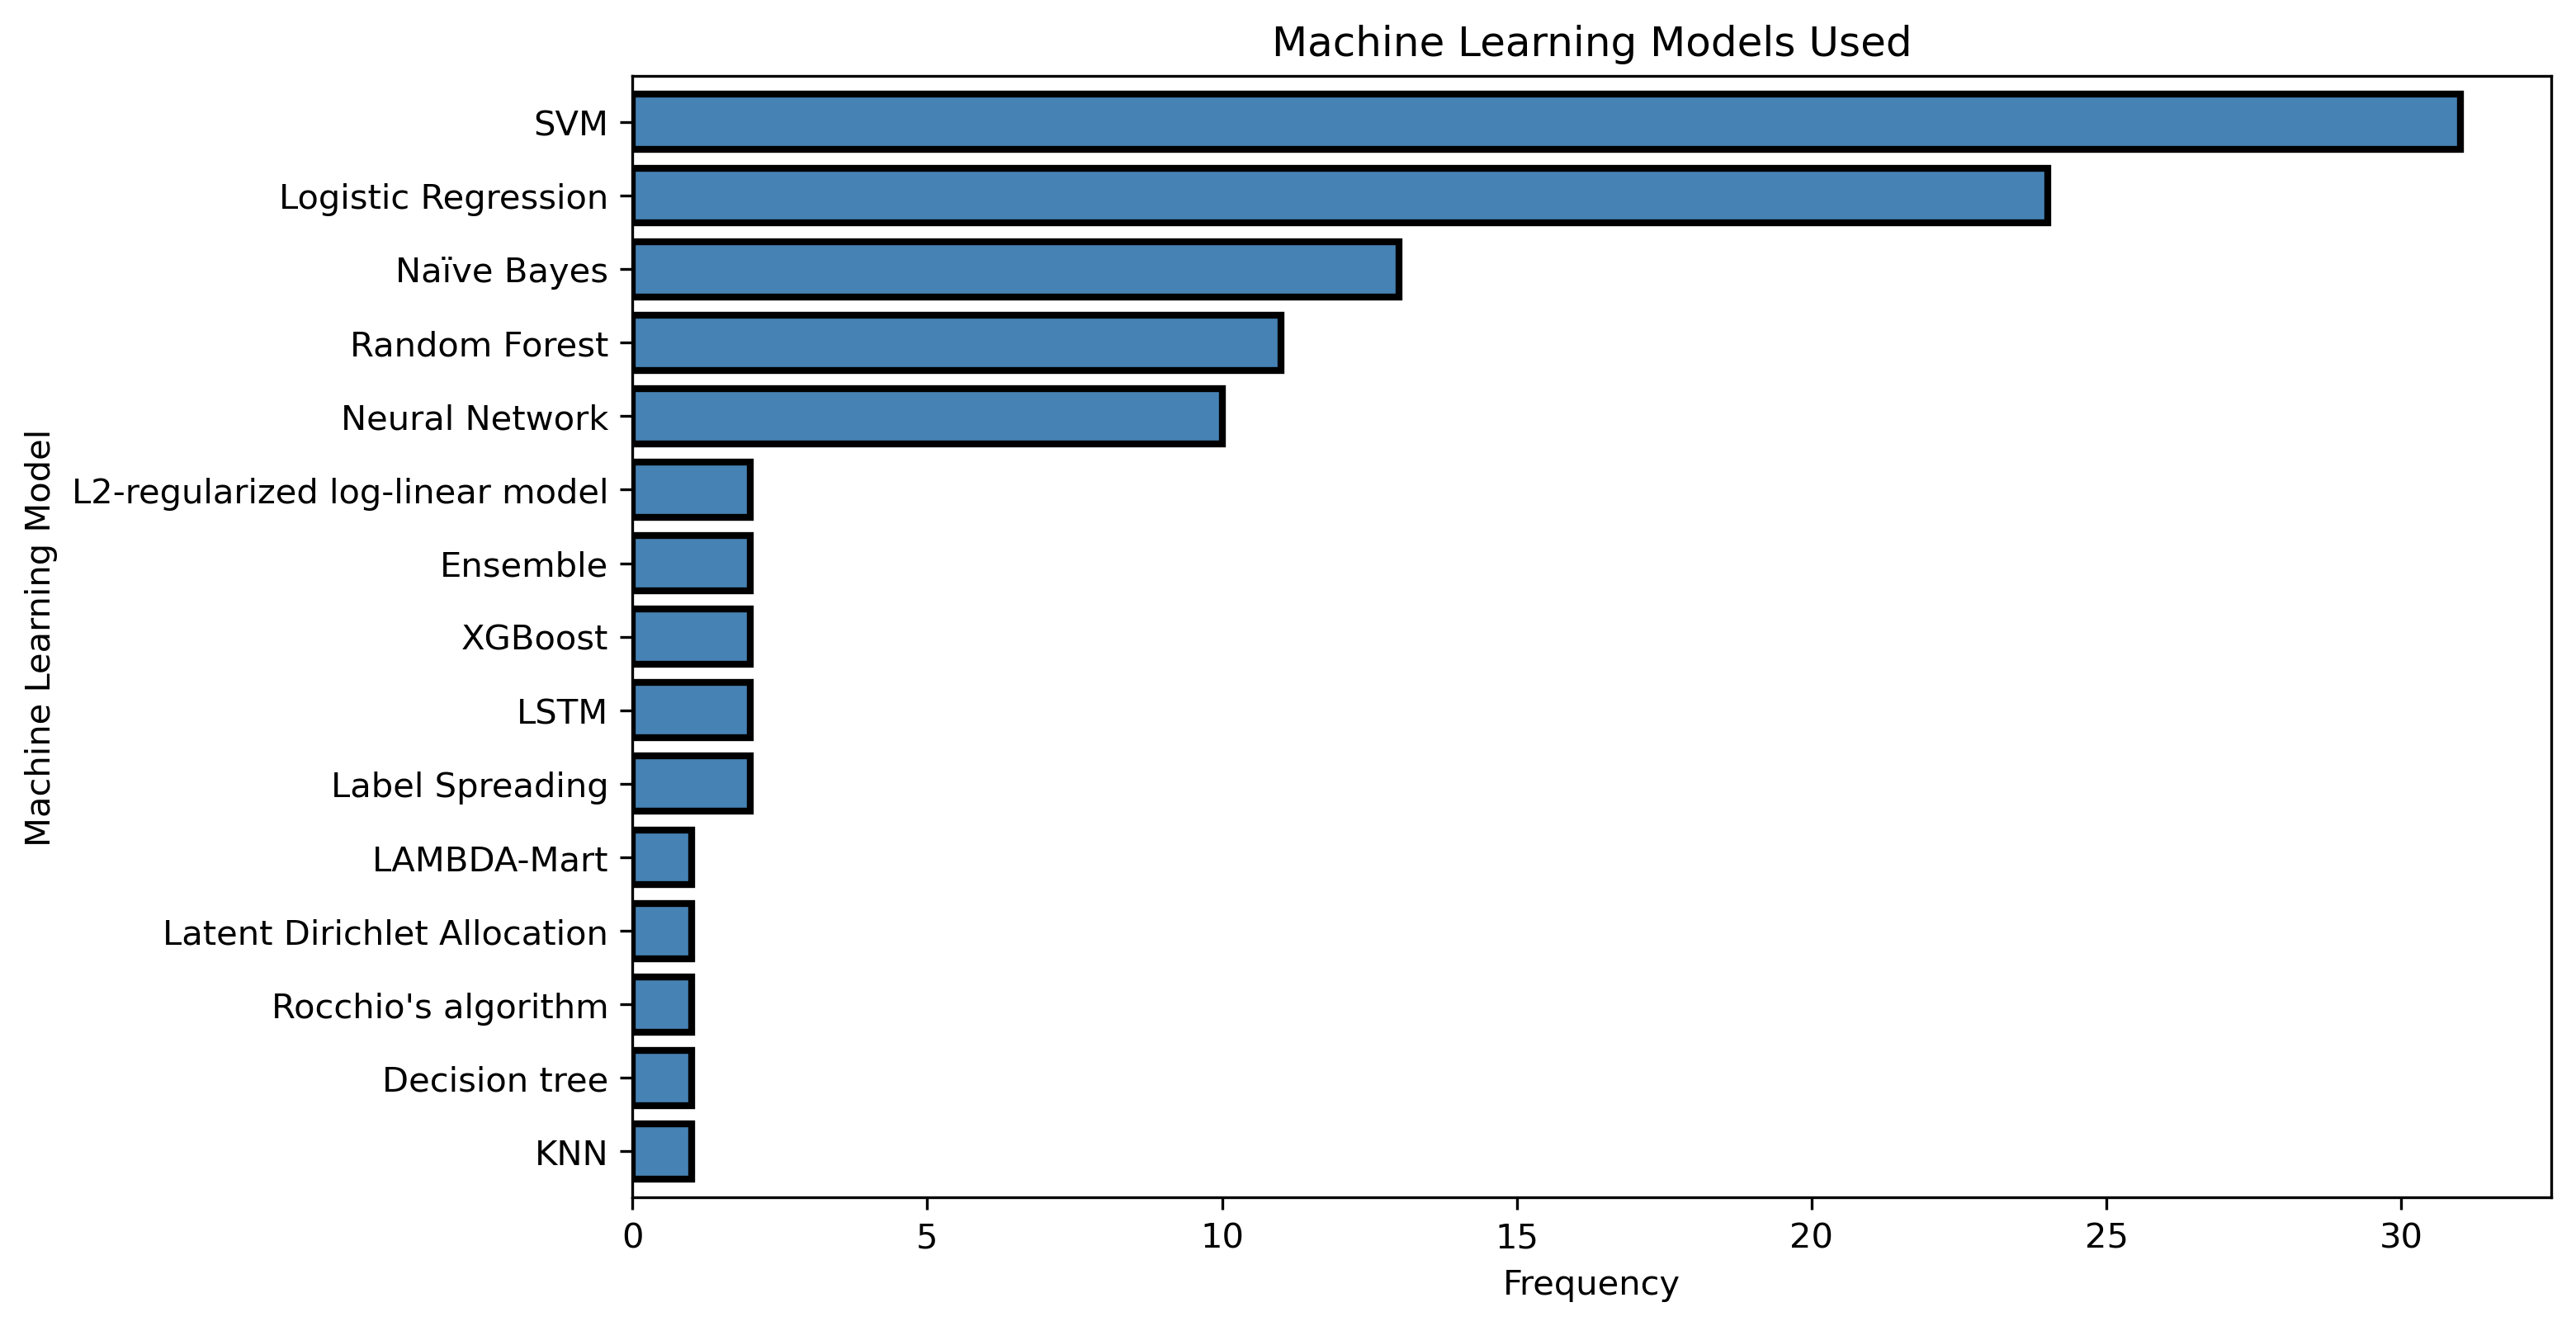 Machine Learning Models Used
Machine Learning Model
SVM
Logistic Regression
Naïve Bayes
Random Forest
Neural Network
L2-regularized log-linear model
Ensemble
XGBoost
LSTM
Label Spreading
LAMBDA-Mart
Latent Dirichlet Allocation
Rocchio's algorithm
Decision tree
KNN
0 5 10 15 20 25 30
Frequency